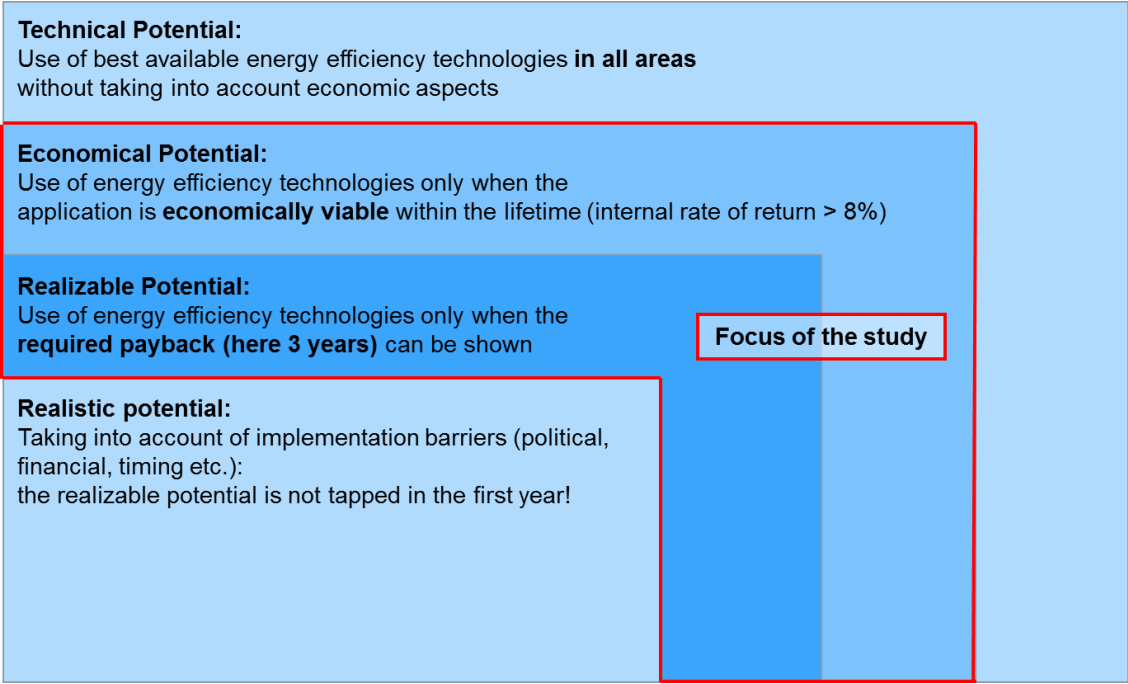 Technical Potential:
Use of best available energy efficiency technologies in all areas
without taking into account economic aspects
Economical Potential:
Use of energy efficiency technologies only when the
application is economically viable within the lifetime (internal rate of return > 8%)
Realizable Potential:
Use of energy efficiency technologies only when the
required payback (here 3 years) can be shown
Focus of the study
Realistic potential:
Taking into account of implementation barriers (political,
financial, timing etc.):
the realizable potential is not tapped in the first year!